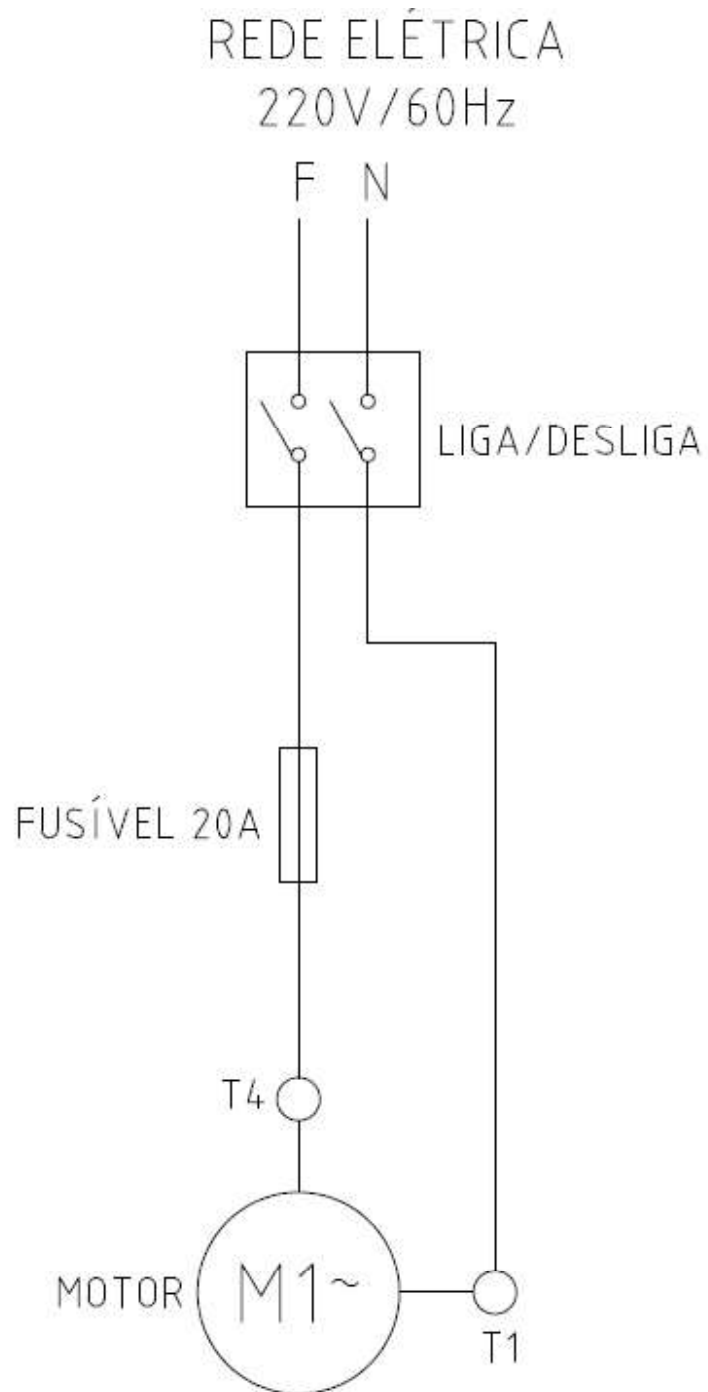 REDE ELÉTRICA
220V/60Hz
F N
LIGA/DESLIGA
FUSÍVEL 20A
T4
MOTOR
M1~
T1